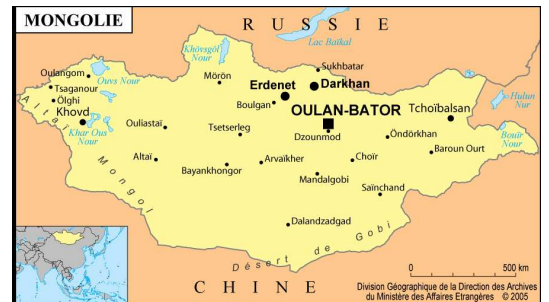 MONGOLIE
RUSSIE
Lac Baïkal
Khövsgöl
Nour
Sukhbatar
Oulangom
Ouvs Nour
Mörön
Darkhan
Erdenet
Tsaganour
Ölghi
Khovd
Boulgan
Hulun
Nur
OULAN-BATOR
Tchoïbalsan
Khar Ous
Nour
Ouliastaï
Tsetserleg
Dzounmod
Öndörkhan
Bouïr
Nour
Baroun Ourt
Altaï
Arvaïkher
Choïr
Bayankhongor
Mandalgobi
Altaï Mongol
Saïnchand
Dalandzadgad
Désert de Gobi
0 500 km
CHINE
Division Géographique de la Direction des Archives
du Ministère des Affaires Etrangères © 2005